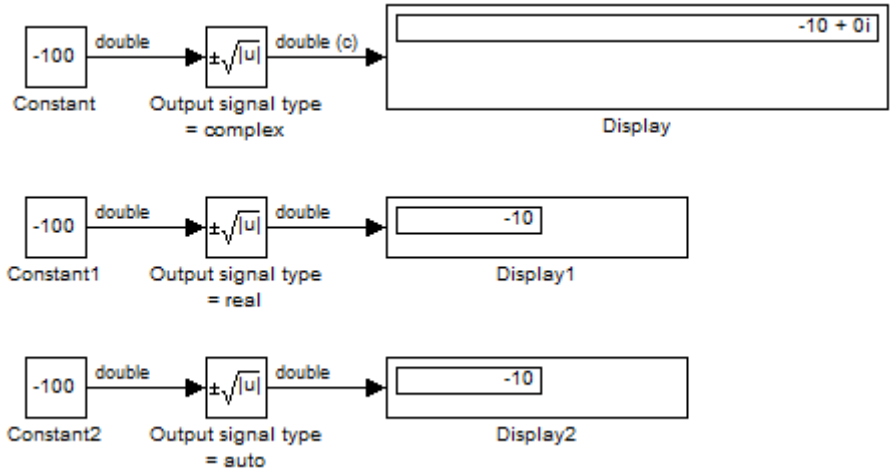 -100
double
±√|u|
double (c)
-10 + 0i
Constant
Output signal type
= complex
Display
-100
double
±√|u|
double
-10
Constant1
Output signal type
= real
Display1
-100
double
±√|u|
double
-10
Constant2
Output signal type
= auto
Display2